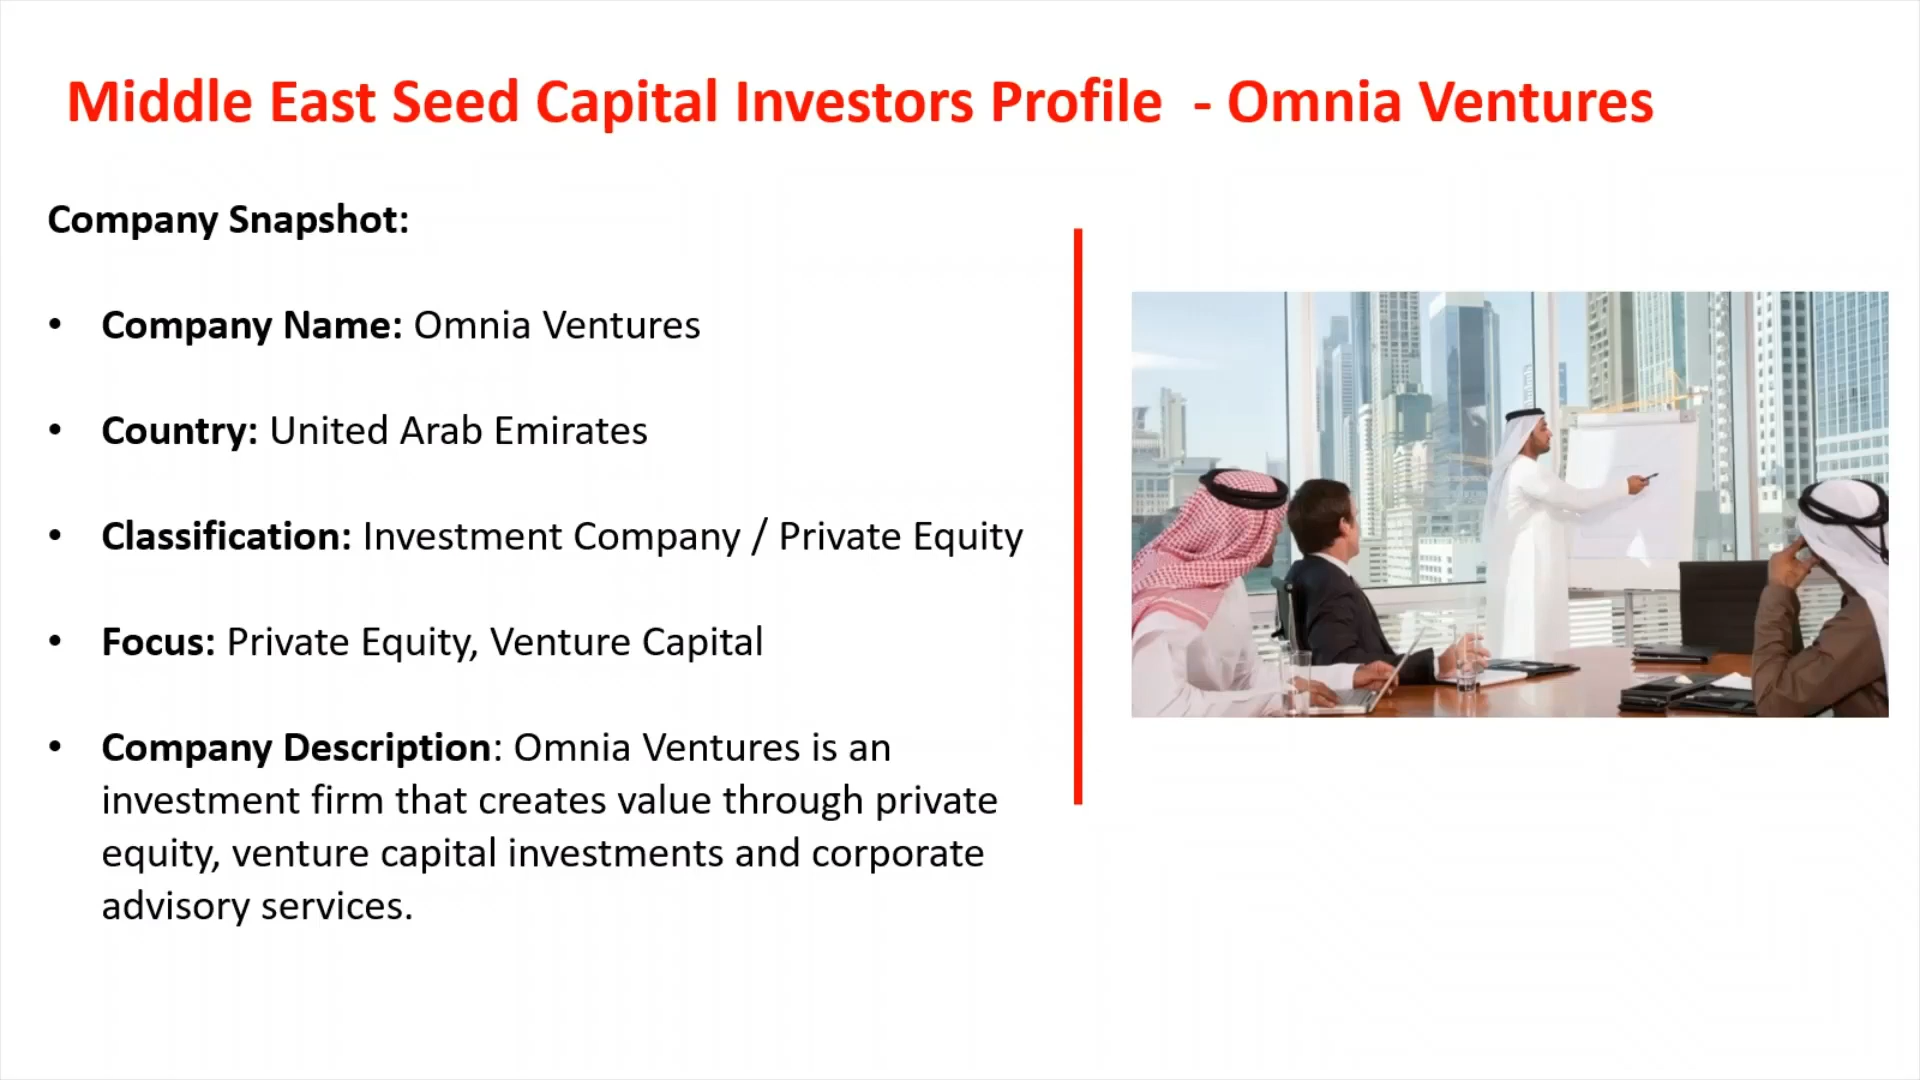 Middle East Seed Capital Investors Profile  - Omnia Ventures
Company Snapshot:
• Company Name: Omnia Ventures
• Country: United Arab Emirates
• Classification: Investment Company / Private Equity
• Focus: Private Equity, Venture Capital
• Company Description: Omnia Ventures is an
investment firm that creates value through private
equity, venture capital investments and corporate
advisory services.